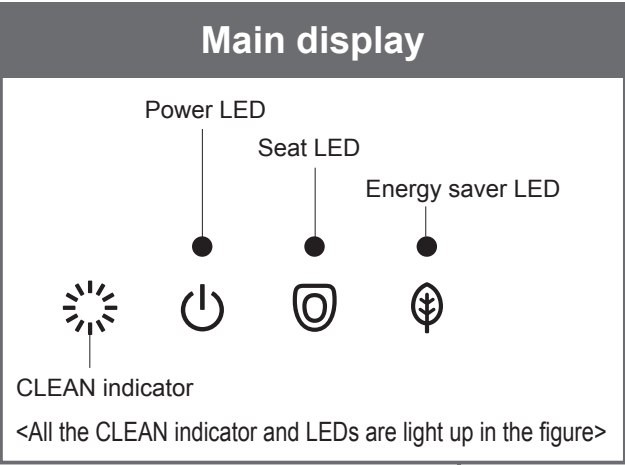 Main display
Power LED
Seat LED
Energy saver LED
CLEAN indicator
<All the CLEAN indicator and LEDs are light up in the figure>